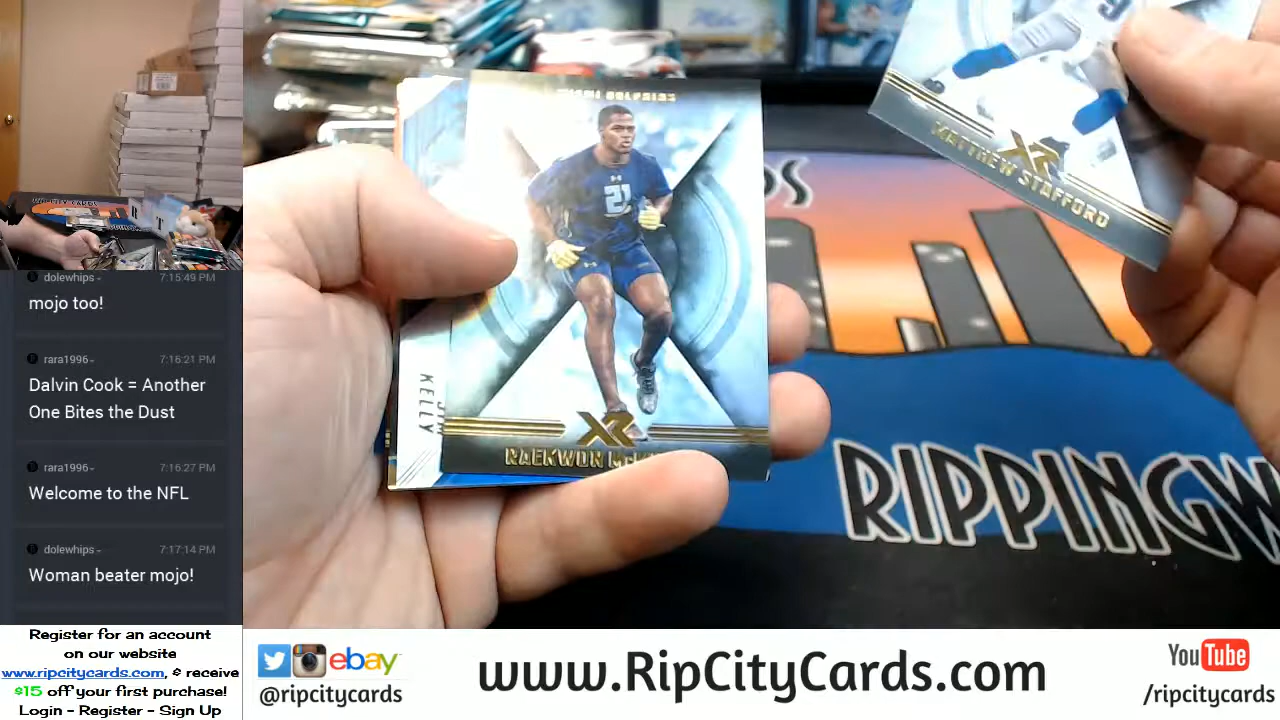 dolewhips
7:15:49 PM
mojo too!
rara1996
7:16:21 PM
Dalvin Cook = Another
One Bites the Dust
rara1996
7:16:27 PM
Welcome to the NFL
dolewhips
7:17:14 PM
Woman beater mojo!
Register for an account
on our website
www.ripcitycards.com, & receive
$15 off your first purchase!
Login - Register - Sign Up
MIAMI DOLPHINS
21
XR
RAEKWON
KELLY
XR
MATTHEW STAFFORD
RIPPINGW
ebay
@ripcitycards
www.RipCityCards.com
YouTube
/ripcitycards